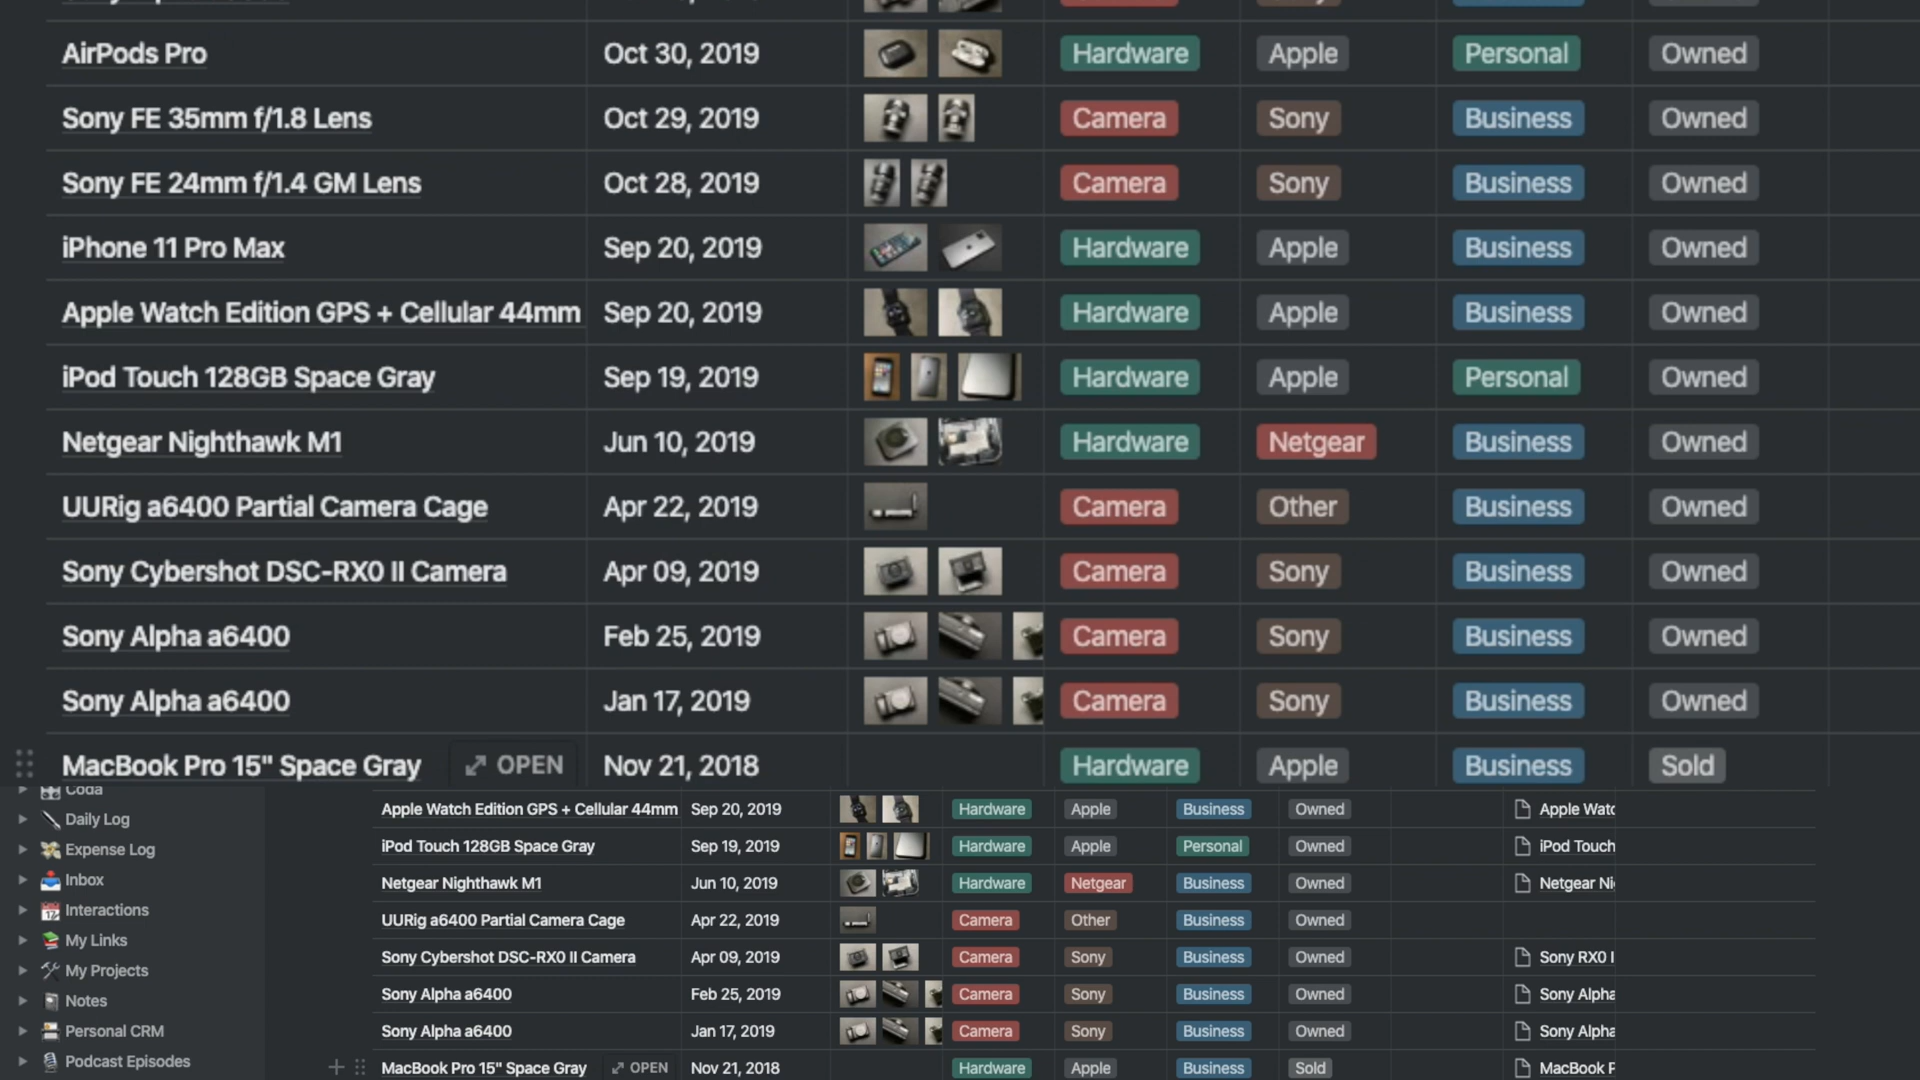 AirPods Pro Oct 30, 2019 Hardware Apple Personal Owned
Sony FE 35mm f/1.8 Lens Oct 29, 2019 Camera Sony Business Owned
Sony FE 24mm f/1.4 GM Lens Oct 28, 2019 Camera Sony Business Owned
iPhone 11 Pro Max Sep 20, 2019 Hardware Apple Business Owned
Apple Watch Edition GPS + Cellular 44mm Sep 20, 2019 Hardware Apple Business Owned
iPod Touch 128GB Space Gray Sep 19, 2019 Hardware Apple Personal Owned
Netgear Nighthawk M1 Jun 10, 2019 Hardware Netgear Business Owned
UURig a6400 Partial Camera Cage Apr 22, 2019 Camera Other Business Owned
Sony Cybershot DSC-RX0 II Camera Apr 09, 2019 Camera Sony Business Owned
Sony Alpha a6400 Feb 25, 2019 Camera Sony Business Owned
Sony Alpha a6400 Jan 17, 2019 Camera Sony Business Owned
MacBook Pro 15" Space Gray OPEN Nov 21, 2018 Hardware Apple Business Sold
Coda
Daily Log
Expense Log
Inbox
Interactions
My Links
My Projects
Notes
Personal CRM
Podcast Episodes
Apple Watch Edition GPS + Cellular 44mm Sep 20, 2019 Hardware Apple Business Owned Apple Watc
iPod Touch 128GB Space Gray Sep 19, 2019 Hardware Apple Personal Owned iPod Touch
Netgear Nighthawk M1 Jun 10, 2019 Hardware Netgear Business Owned Netgear Ni
UURig a6400 Partial Camera Cage Apr 22, 2019 Camera Other Business Owned
Sony Cybershot DSC-RX0 II Camera Apr 09, 2019 Camera Sony Business Owned Sony RX0 I
Sony Alpha a6400 Feb 25, 2019 Camera Sony Business Owned Sony Alpha
Sony Alpha a6400 Jan 17, 2019 Camera Sony Business Owned Sony Alpha
MacBook Pro 15" Space Gray OPEN Nov 21, 2018 Hardware Apple Business Sold MacBook P